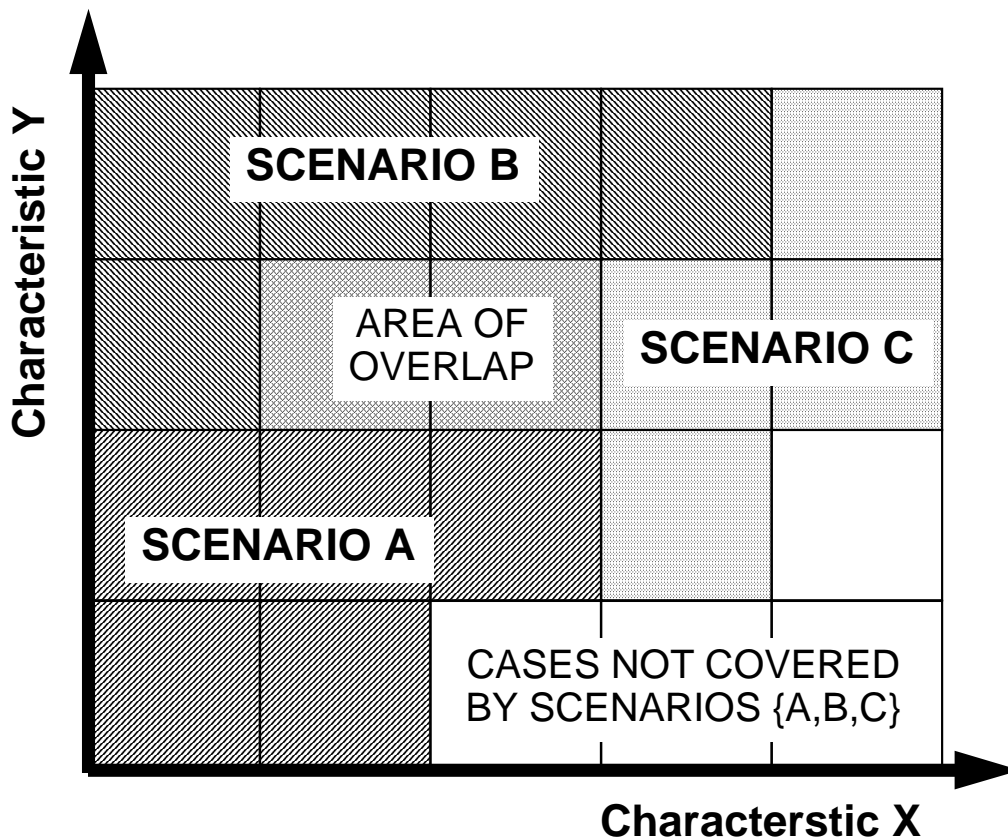 Characteristic Y
SCENARIO B
AREA OF
OVERLAP
SCENARIO C
SCENARIO A
CASES NOT COVERED
BY SCENARIOS {A,B,C}
Characterstic X